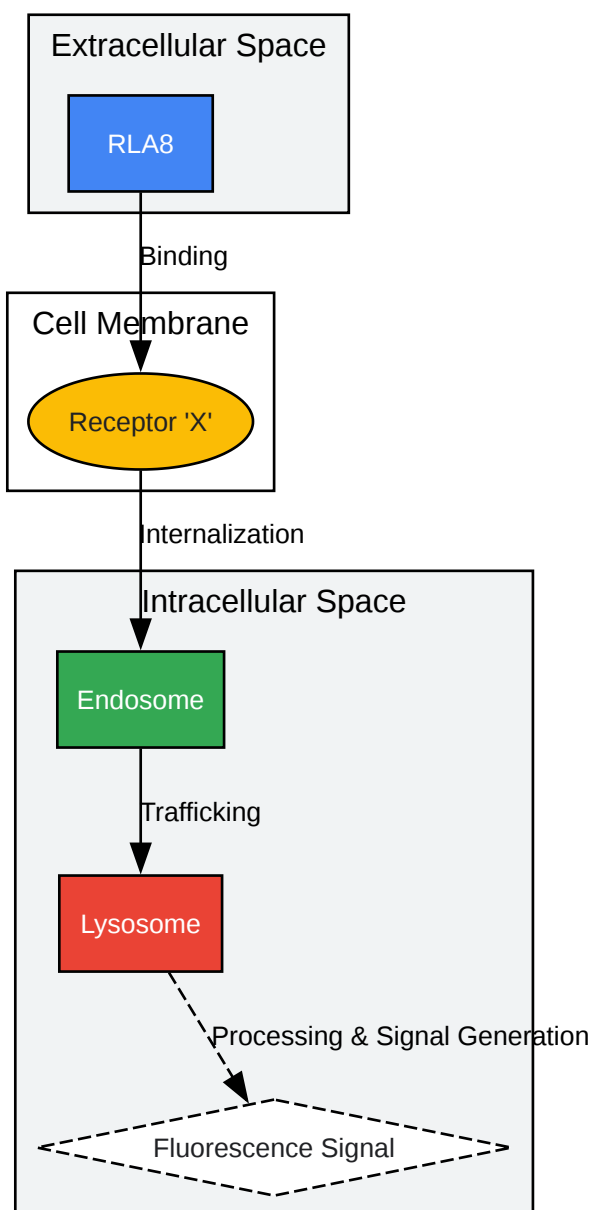 Extracellular Space
RLA8
Binding
Cell Membrane
Receptor 'X'
Internalization
Intracellular Space
Endosome
Trafficking
Lysosome
Processing & Signal Generation
Fluorescence Signal